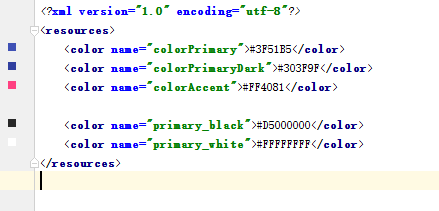 <?xml version="1.0" encoding="utf-8"?>
<resources>
<color name="colorPrimary">#3F51B5</color>
<color name="colorPrimaryDark">#303F9F</color>
<color name="colorAccent">#FF4081</color>
<color name="primary_black">#D5000000</color>
<color name="primary_white">#FFFFFFFF</color>
</resources>